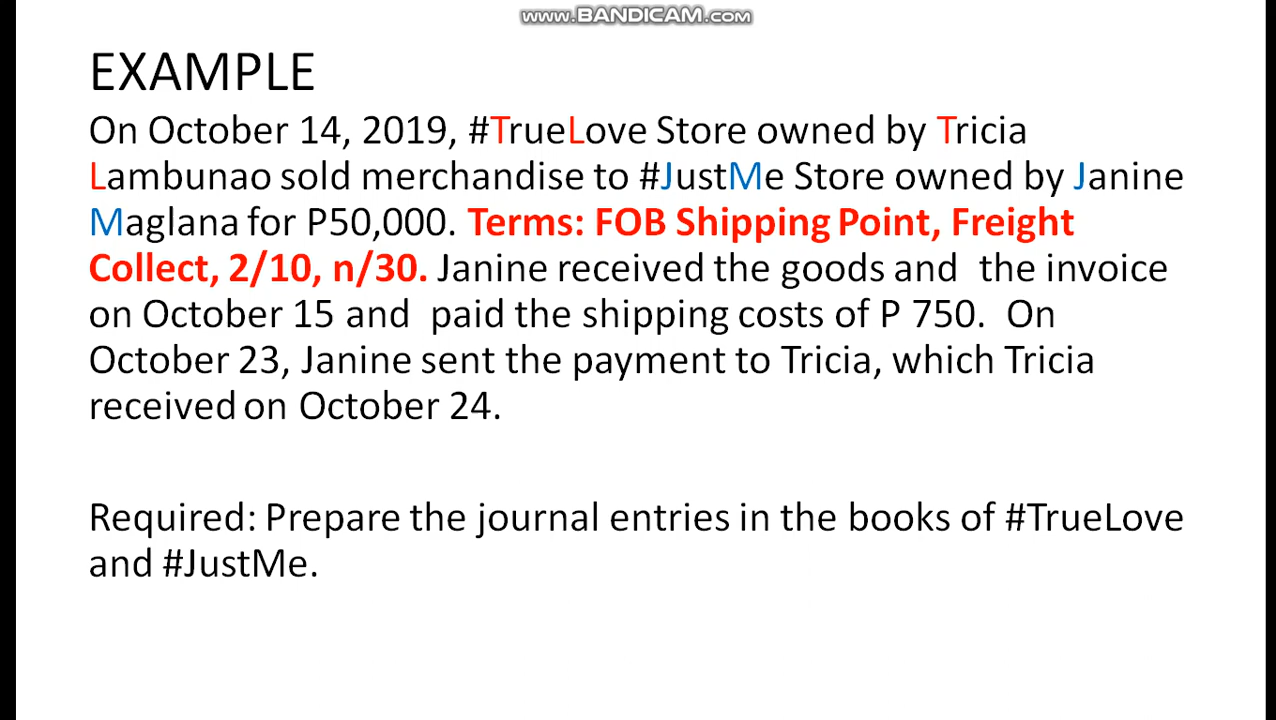 www.BANDICAM.com
EXAMPLE
On October 14, 2019, #TrueLove Store owned by Tricia
Lambunao sold merchandise to #JustMe Store owned by Janine
Maglana for P50,000. Terms: FOB Shipping Point, Freight
Collect, 2/10, n/30. Janine received the goods and the invoice
on October 15 and paid the shipping costs of P 750. On
October 23, Janine sent the payment to Tricia, which Tricia
received on October 24.
Required: Prepare the journal entries in the books of #TrueLove
and #JustMe.